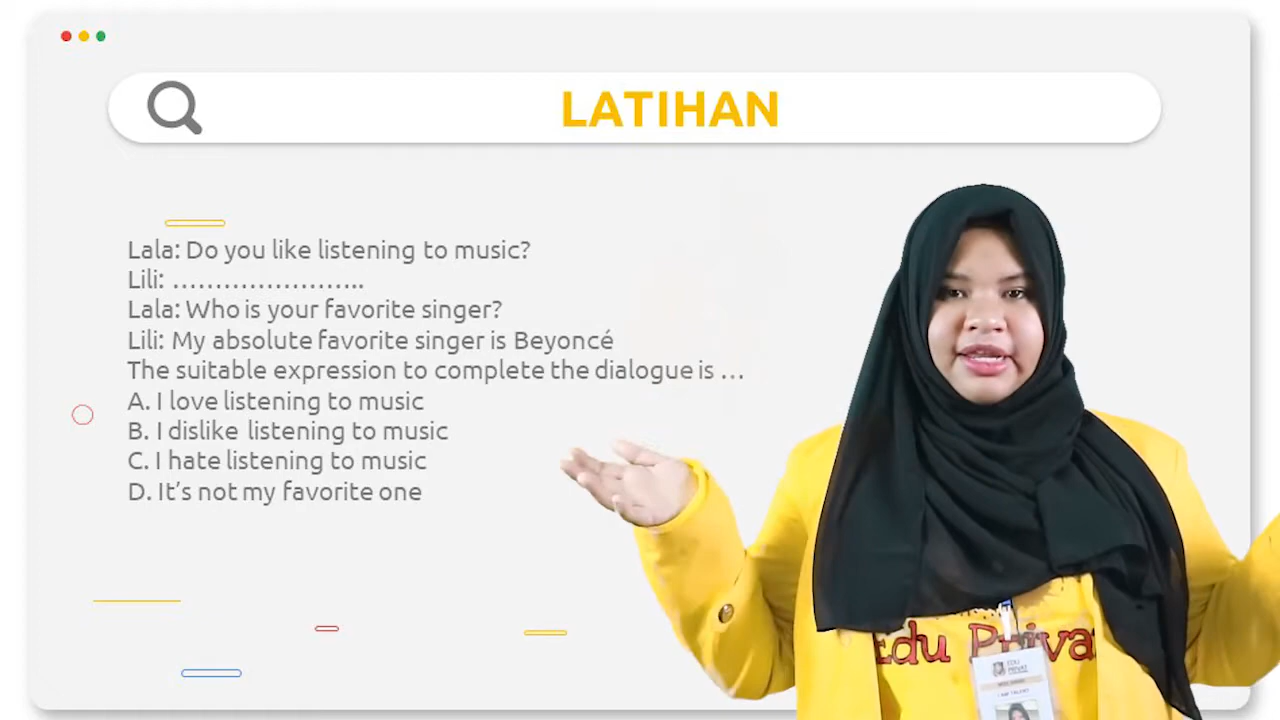 LATIHAN
Lala: Do you like listening to music?
Lili: …………………..
Lala: Who is your favorite singer?
Lili: My absolute favorite singer is Beyoncé
The suitable expression to complete the dialogue is …
A. I love listening to music
B. I dislike listening to music
C. I hate listening to music
D. It's not my favorite one
Edu Privat
EDU
PRIVAT